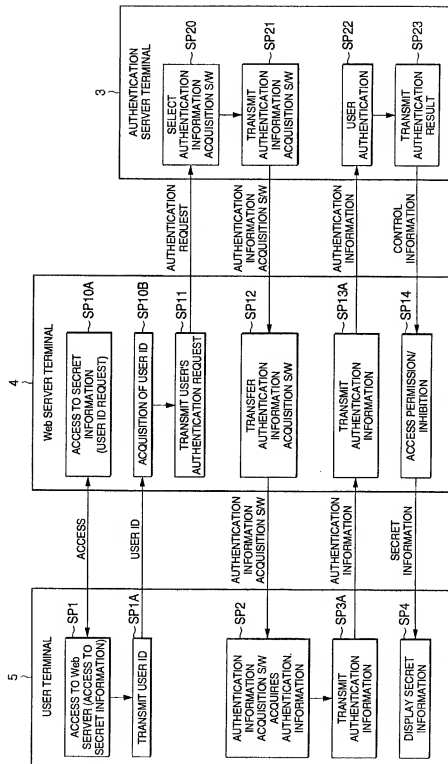 5
USER TERMINAL
SP1
ACCESS TO Web
SERVER (ACCESS TO
SECRET INFORMATION)
SP1A
TRANSMIT USER ID
SP2
AUTHENTICATION
INFORMATION
ACQUISITION S/W
ACQUIRES
AUTHENTICATION.
INFORMATION
SP3A
TRANSMIT
AUTHENTICATION
INFORMATION
SP4
DISPLAY SECRET
INFORMATION
ACCESS
USER ID
AUTHENTICATION
INFORMATION
ACQUISITION S/W
AUTHENTICATION
INFORMATION
SECRET
INFORMATION
4
Web SERVER TERMINAL
SP10A
ACCESS TO SECRET
INFORMATION
(USER ID REQUEST)
SP10B
ACQUISITION OF USER ID
SP11
TRANSMIT USER'S
AUTHENTICATION REQUEST
SP12
TRANSFER
AUTHENTICATION
INFORMATION
ACQUISITION S/W
SP13A
TRANSMIT
AUTHENTICATION
INFORMATION
SP14
ACCESS PERMISSION/
INHIBITION
AUTHENTICATION
REQUEST
AUTHENTICATION
INFORMATION
ACQUISITION S/W
AUTHENTICATION
INFORMATION
CONTROL
INFORMATION
3
AUTHENTICATION
SERVER TERMINAL
SP20
SELECT
AUTHENTICATION
INFORMATION
ACQUISITION S/W
SP21
TRANSMIT
AUTHENTICATION
INFORMATION
ACQUISITION S/W
SP22
USER
AUTHENTICATION
SP23
TRANSMIT
AUTHENTICATION
RESULT